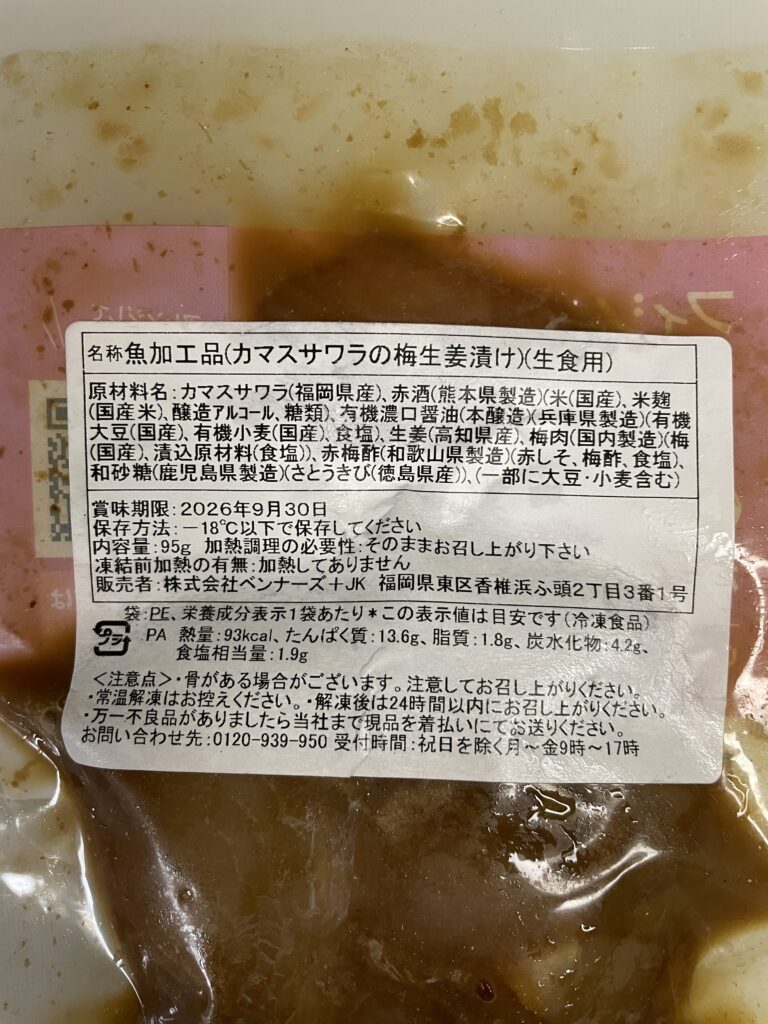 名称 魚加工品(カマスサワラの梅生姜漬け)(生食用)
原材料名:カマスサワラ(福岡県産)、赤酒(熊本県製造)(米(国産)、米麹
(国産米)、醸造アルコール、糖類)、有機濃口醤油(本醸造)(兵庫県製造)(有機
大豆(国産)、有機小麦(国産)、食塩)、生姜(高知県産)、梅肉(国内製造)(梅
(国産)、漬込原材料(食塩))、赤梅酢(和歌山県製造)(赤しそ、梅酢、食塩)、
和砂糖(鹿児島県製造)(さとうきび(徳島県産))、(一部に大豆・小麦含む)
賞味期限:2026年9月30日
保存方法:－18℃以下で保存してください
内容量:95g 加熱調理の必要性:そのままお召し上がり下さい
凍結前加熱の有無:加熱してありません
販売者:株式会社ベンナーズ+JK 福岡県東区香椎浜ふ頭2丁目3番1号
プラ
袋:PE、栄養成分表示1袋あたり*この表示値は目安です(冷凍食品)
PA 熱量:93kcal、たんぱく質:13.6g、脂質:1.8g、炭水化物:4.2g、
食塩相当量:1.9g
<注意点>・骨がある場合がございます。注意してお召し上がりください。
・常温解凍はお控えください。・解凍後は24時間以内にお召し上がりください。
・万一不良品がありましたら当社まで現品を着払いにてお送りください。
お問い合わせ先:0120-939-950 受付時間:祝日を除く月～金9時～17時